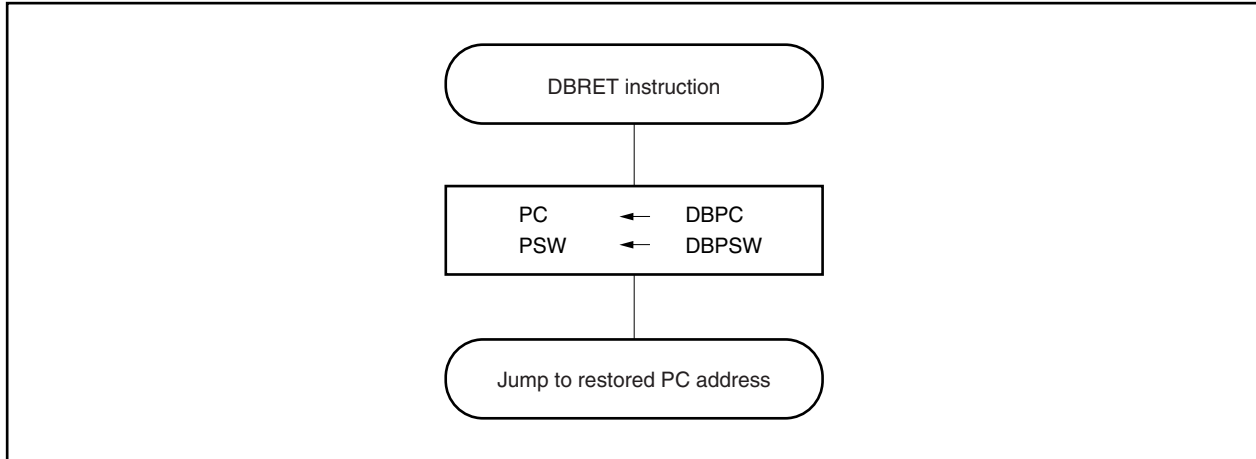 DBRET instruction
PC ← DBPC
PSW ← DBPSW
Jump to restored PC address